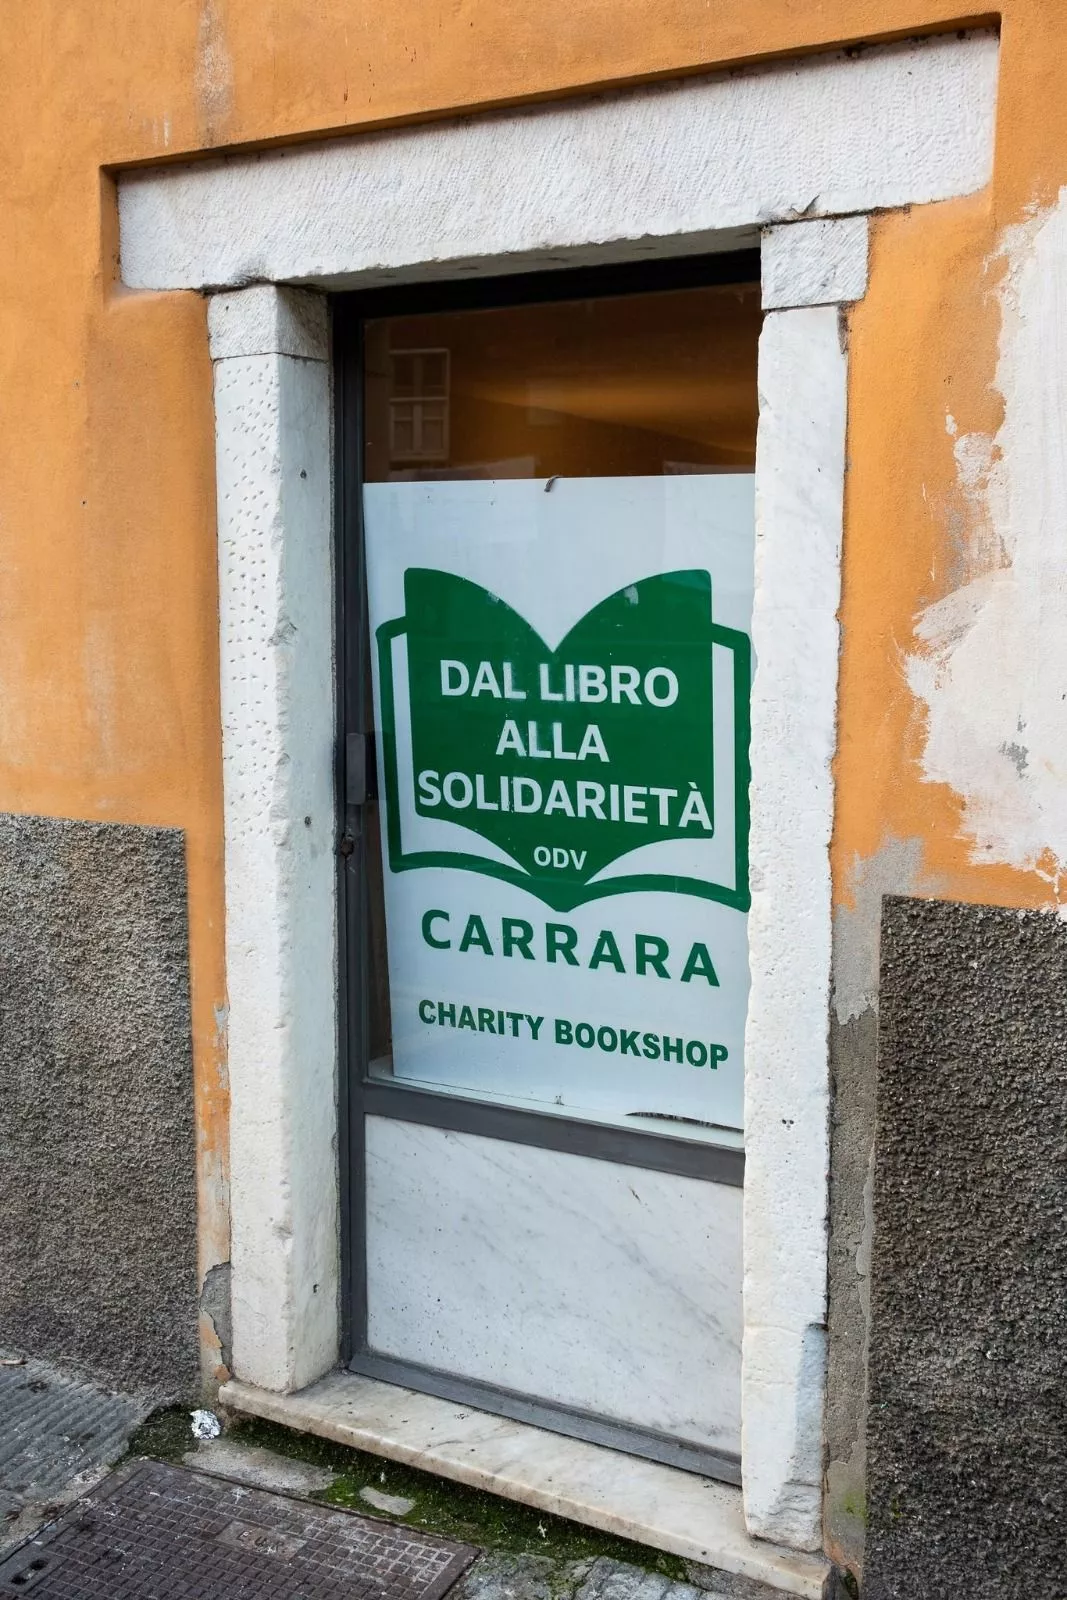 DAL LIBRO
ALLA
SOLIDARIETÀ
ODV
CARRARA
CHARITY BOOKSHOP